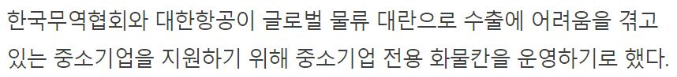 한국무역협회와 대한항공이 글로벌 물류 대란으로 수출에 어려움을 겪고
있는 중소기업을 지원하기 위해 중소기업 전용 화물칸을 운영하기로 했다.